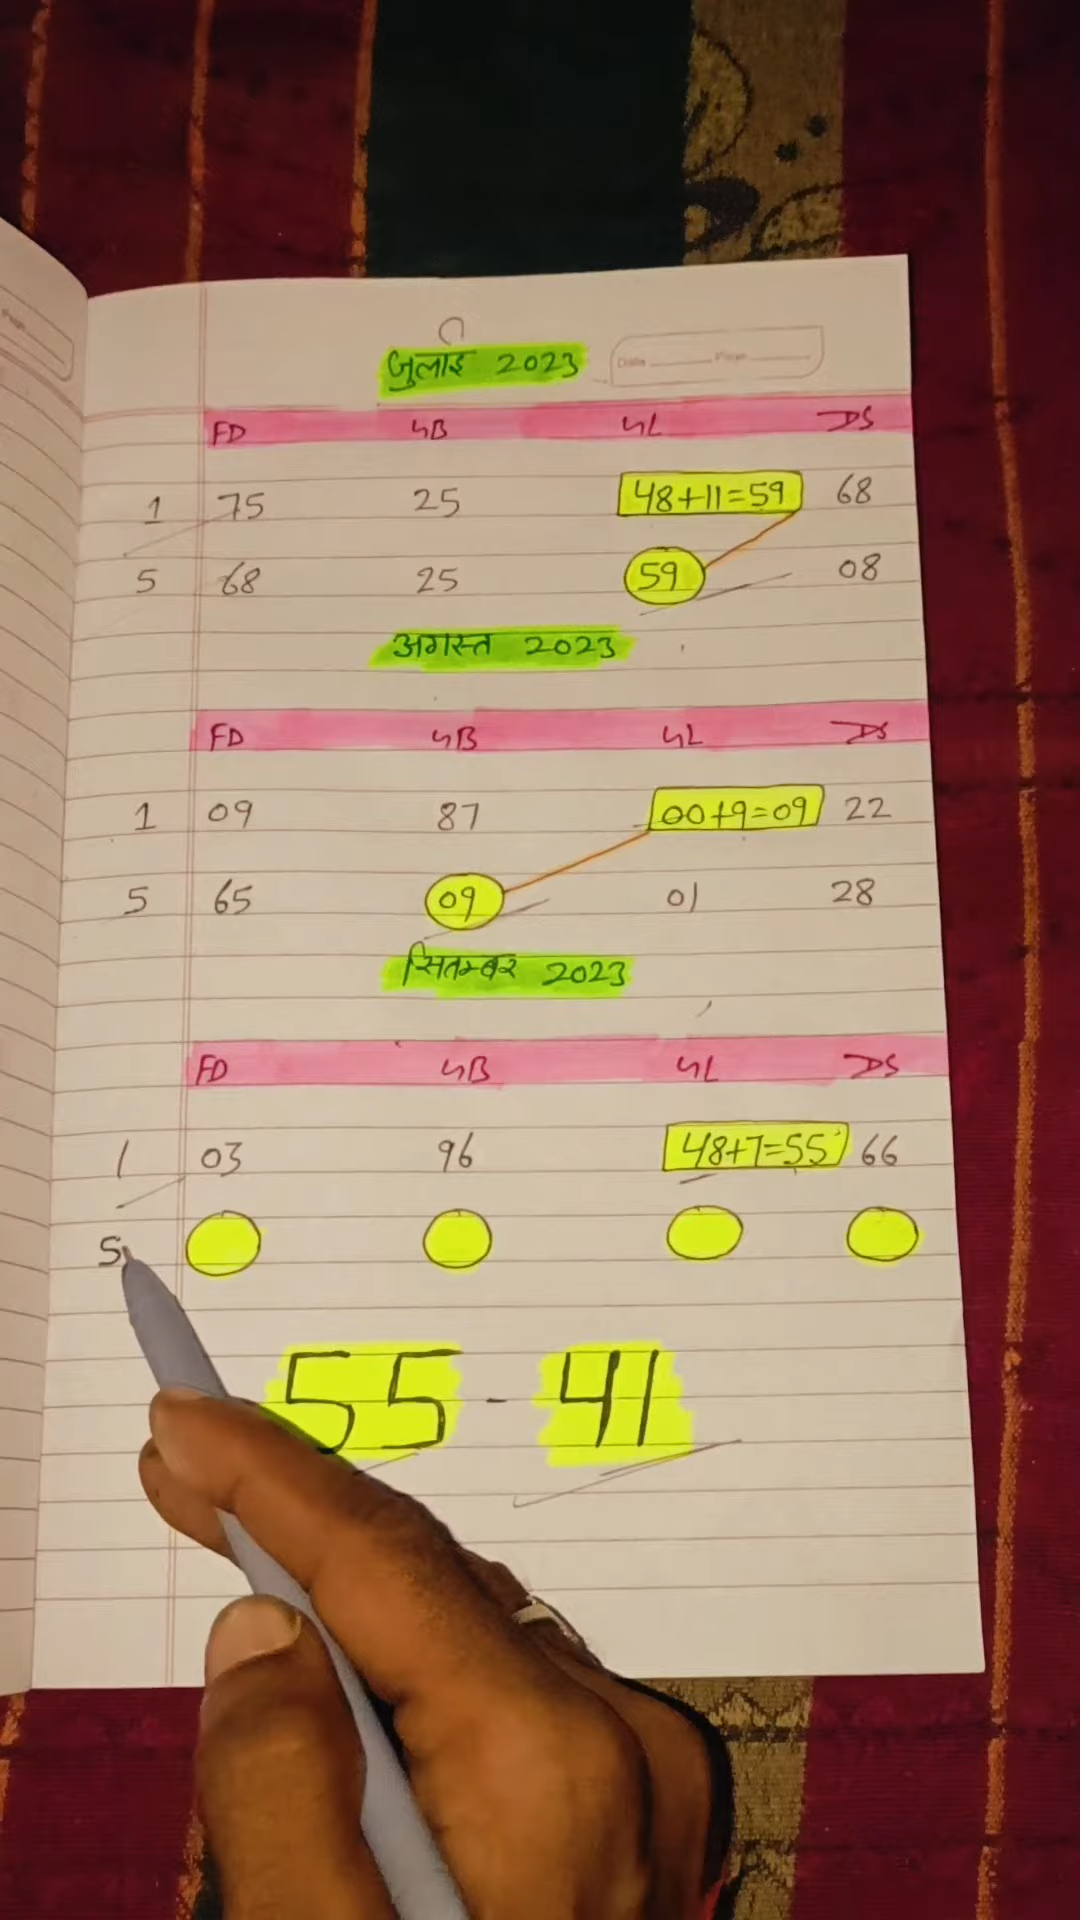 जुलाई 2023
Date Page
FD GB GL DS
1 75 25 48+11=59 68
5 68 25 59 08
अगस्त 2023
FD GB GL DS
1 09 87 00+9=09 22
5 65 09 01 28
सितम्बर 2023
FD GB GL DS
1 03 96 48+7=55 66
5
55 - 41